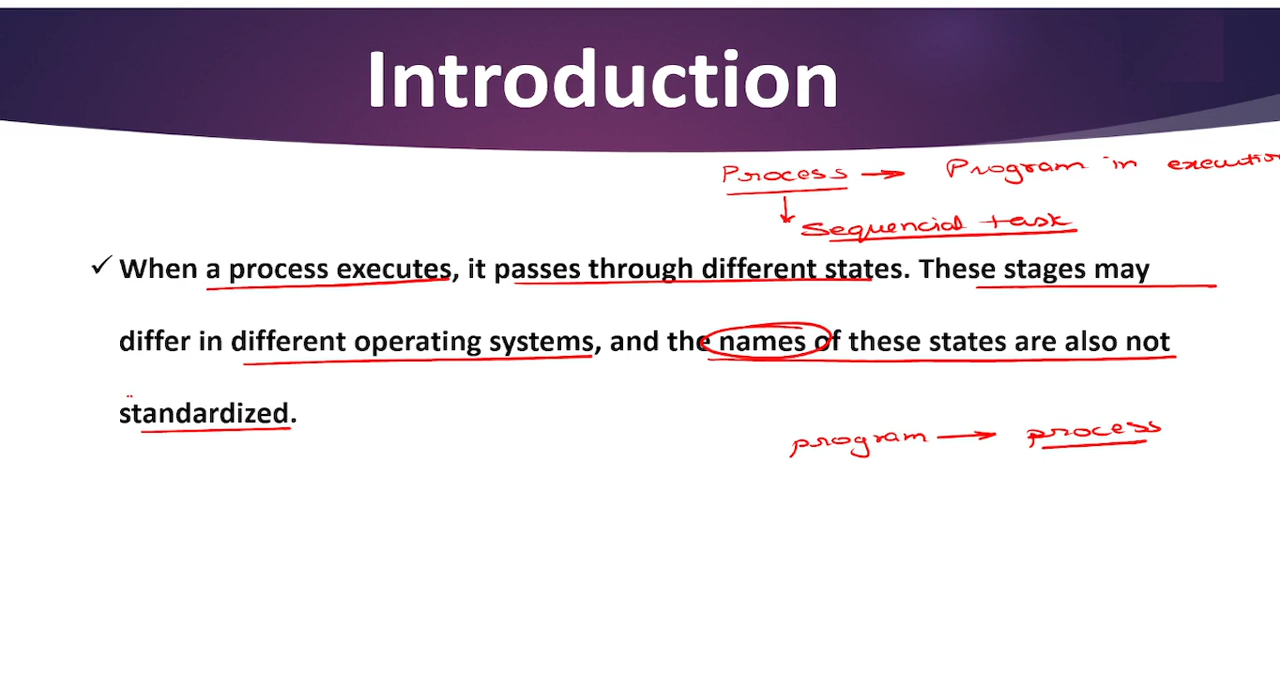 Introduction
Process → Program in execution
↓
Sequencial task
✓ When a process executes, it passes through different states. These stages may
differ in different operating systems, and the names of these states are also not
standardized.
program → process